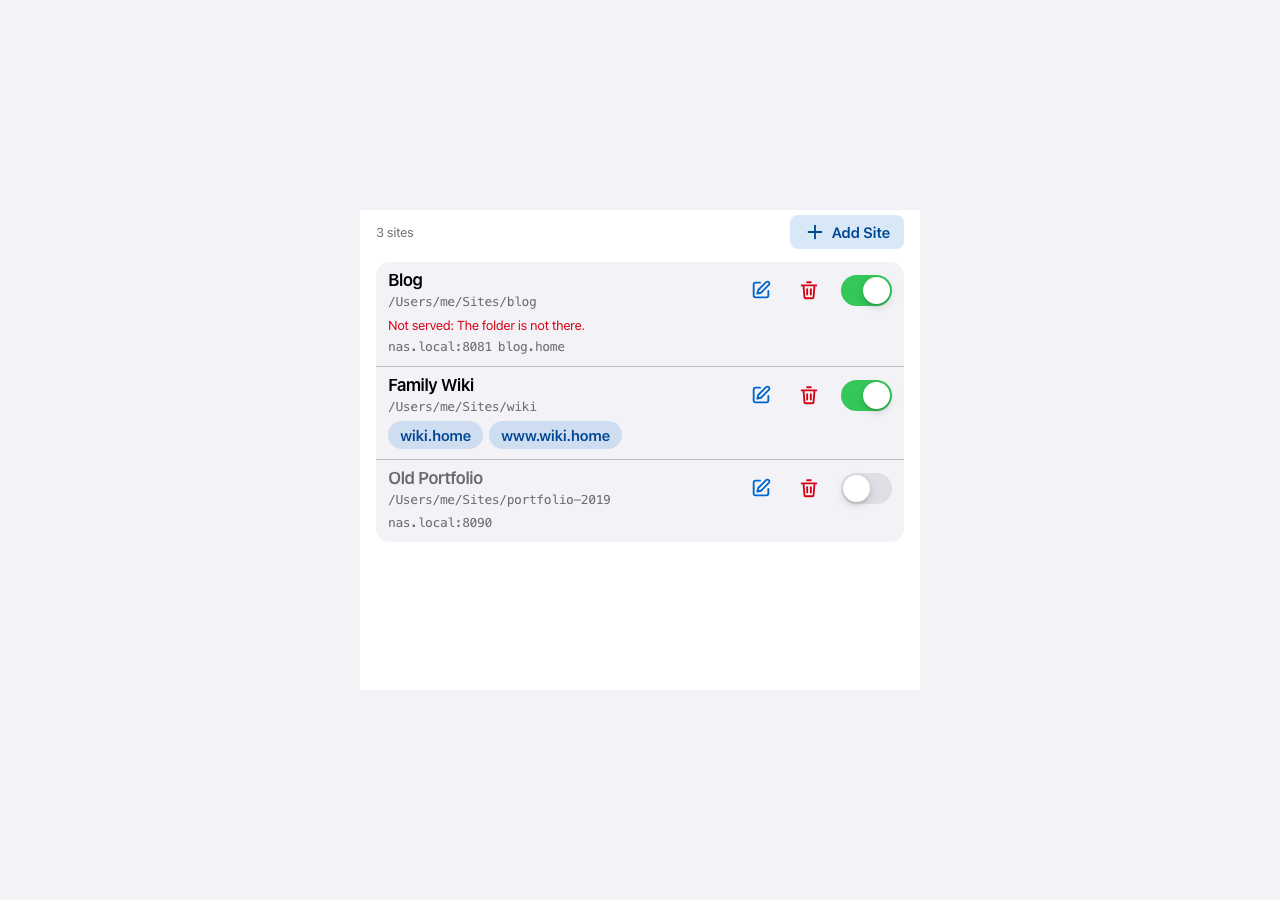 3 sites
Add Site
Blog
/Users/me/Sites/blog
Not served: The folder is not there.
nas.local:8081 blog.home
Family Wiki
/Users/me/Sites/wiki
wiki.home www.wiki.home
Old Portfolio
/Users/me/Sites/portfolio-2019
nas.local:8090